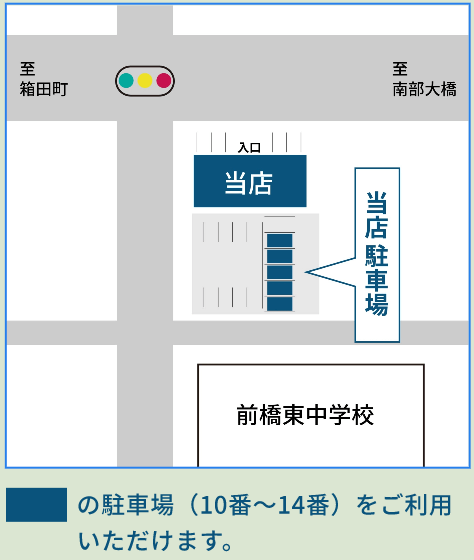 至
箱田町
至
南部大橋
入口
当店
当店駐車場
前橋東中学校
の駐車場（10番～14番）をご利用
いただけます。